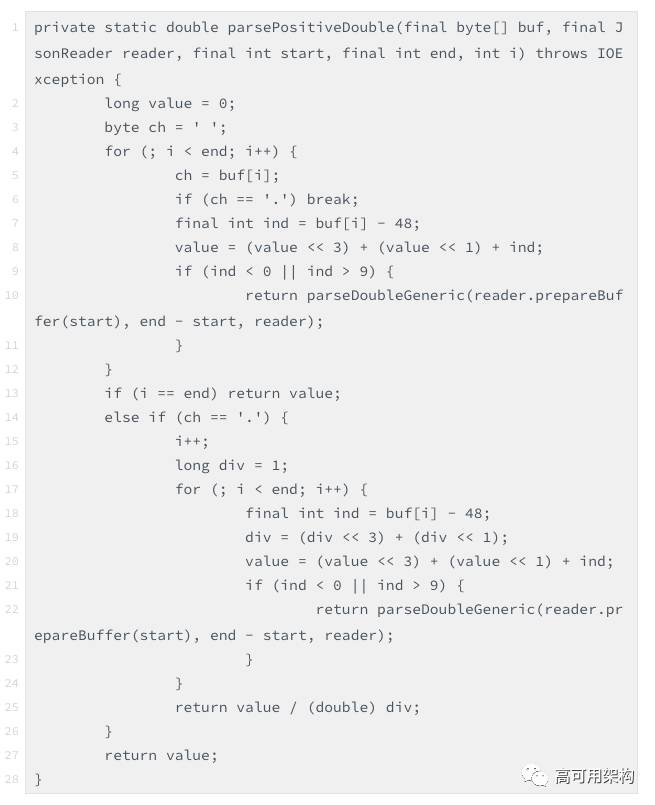 1 private static double parsePositiveDouble(final byte[] buf, final J
sonReader reader, final int start, final int end, int i) throws IOE
xception {
2 long value = 0;
3 byte ch = ' ';
4 for (; i < end; i++) {
5 ch = buf[i];
6 if (ch == '.') break;
7 final int ind = buf[i] - 48;
8 value = (value << 3) + (value << 1) + ind;
9 if (ind < 0 || ind > 9) {
10 return parseDoubleGeneric(reader.prepareBuf
fer(start), end - start, reader);
11 }
12 }
13 if (i == end) return value;
14 else if (ch == '.') {
15 i++;
16 long div = 1;
17 for (; i < end; i++) {
18 final int ind = buf[i] - 48;
19 div = (div << 3) + (div << 1);
20 value = (value << 3) + (value << 1) + ind;
21 if (ind < 0 || ind > 9) {
22 return parseDoubleGeneric(reader.pr
epareBuffer(start), end - start, reader);
23 }
24 }
25 return value / (double) div;
26 }
27 return value;
28 }
高可用架构